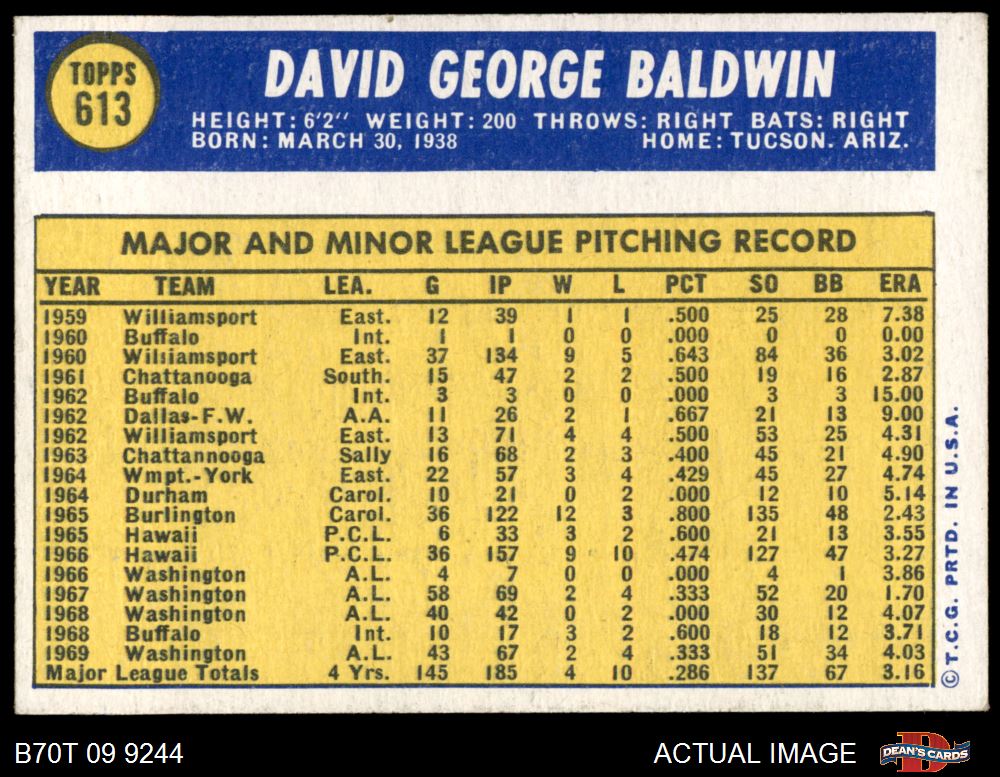 TOPPS
613
DAVID GEORGE BALDWIN
HEIGHT: 6'2" WEIGHT: 200 THROWS: RIGHT BATS: RIGHT
BORN: MARCH 30, 1938 HOME: TUCSON. ARIZ.
MAJOR AND MINOR LEAGUE PITCHING RECORD
YEAR TEAM LEA. G IP W L PCT SO BB ERA
1959 Williamsport East. 12 39 1 1 .500 25 28 7.38
1960 Buffalo Int. 1 1 0 0 .000 0 0 0.00
1960 Williamsport East. 37 134 9 5 .643 84 36 3.02
1961 Chattanooga South. 15 47 2 2 .500 19 16 2.87
1962 Buffalo Int. 3 3 0 0 .000 3 3 15.00
1962 Dallas-F.W. A.A. 11 26 2 1 .667 21 13 9.00
1962 Williamsport East. 13 71 4 4 .500 53 25 4.31
1963 Chattannooga Sally 16 68 2 3 .400 45 21 4.90
1964 Wmpt.-York East. 22 57 3 4 .429 45 27 4.74
1964 Durham Carol. 10 21 0 2 .000 12 10 5.14
1965 Burlington Carol. 36 122 12 3 .800 135 48 2.43
1965 Hawaii P.C.L. 6 33 3 2 .600 21 13 3.55
1966 Hawaii P.C.L. 36 157 9 10 .474 127 47 3.27
1966 Washington A.L. 4 7 0 0 .000 4 1 3.86
1967 Washington A.L. 58 69 2 4 .333 52 20 1.70
1968 Washington A.L. 40 42 0 2 .000 30 12 4.07
1968 Buffalo Int. 10 17 3 2 .600 18 12 3.71
1969 Washington A.L. 43 67 2 4 .333 51 34 4.03
Major League Totals 4 Yrs. 145 185 4 10 .286 137 67 3.16
© T.C.G. PRTD. IN U.S.A.
B70T 09 9244
ACTUAL IMAGE
D
DEAN'S CARDS